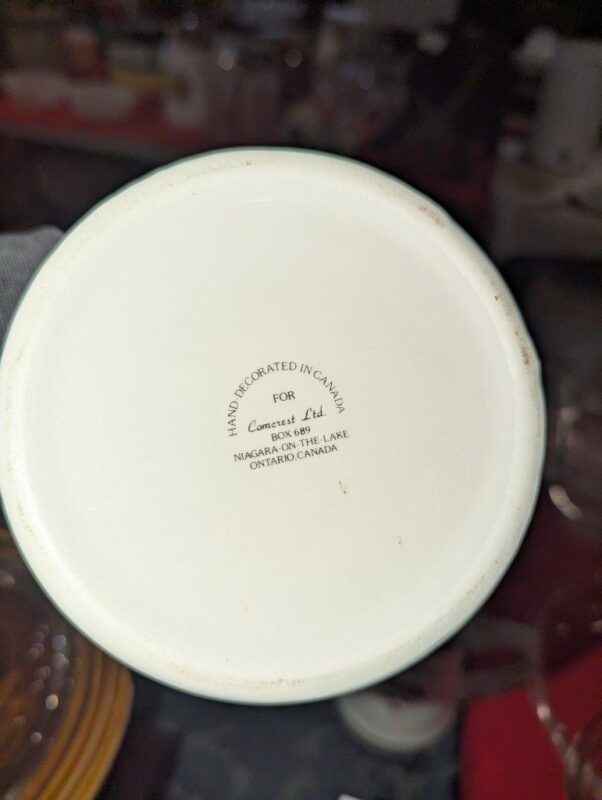 HAND-DECORATED IN CANADA
FOR
Comcrest Ltd.
BOX 689
NIAGARA-ON-THE-LAKE
ONTARIO, CANADA